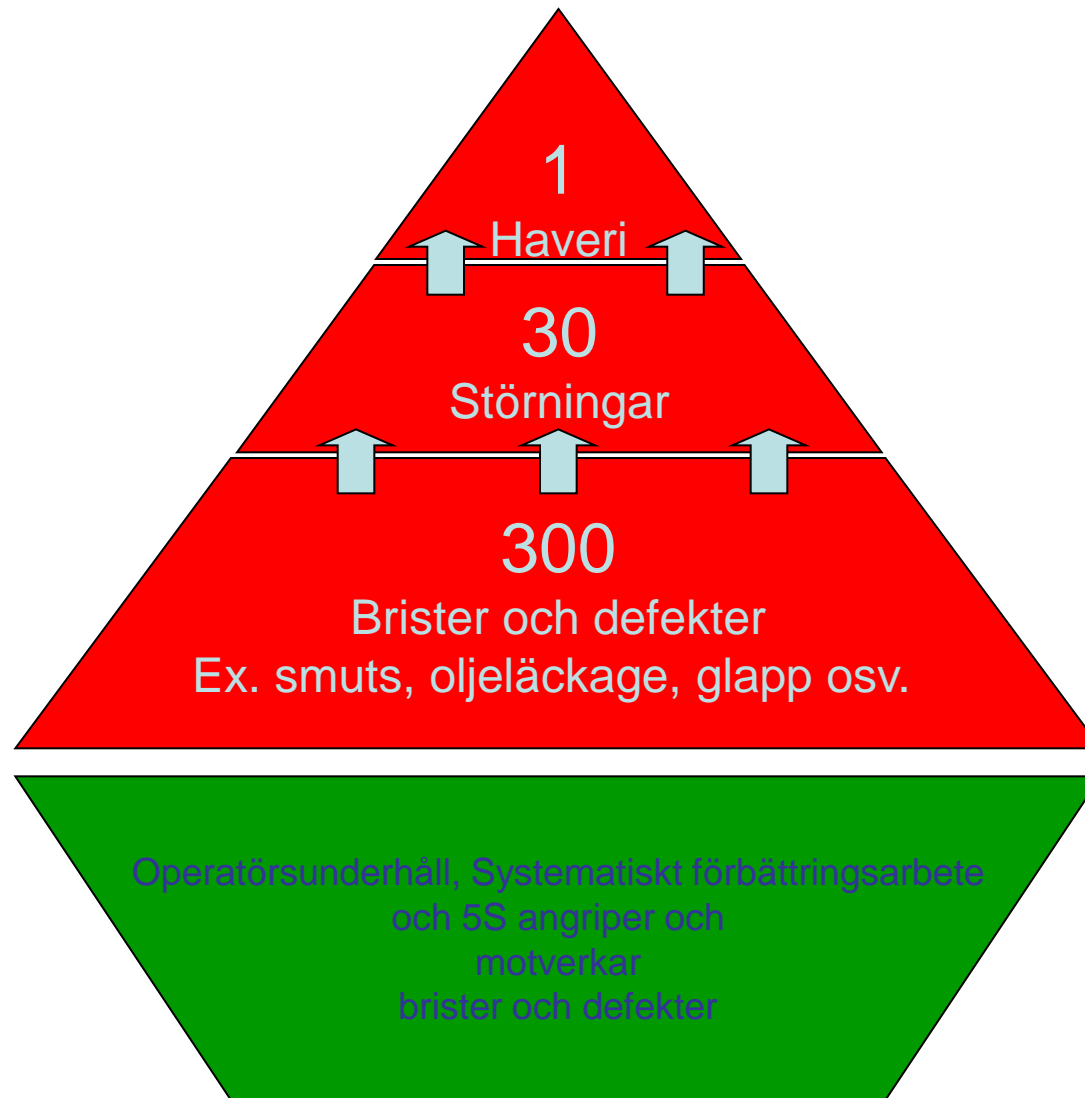 1
Haveri
30
Störningar
300
Brister och defekter
Ex. smuts, oljeläckage, glapp osv.
Operatörsunderhåll, Systematiskt förbättringsarbete
och 5S angriper och
motverkar
brister och defekter